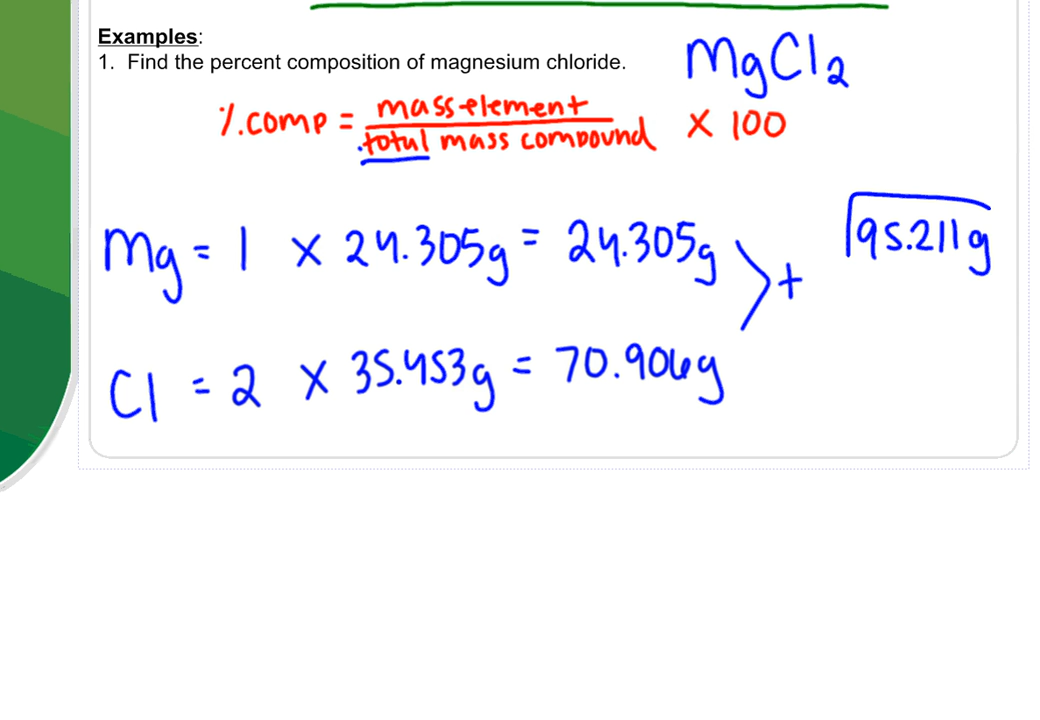 Examples:
1. Find the percent composition of magnesium chloride. MgCl2
%.comp = mass element / total mass compound x 100
Mg = 1 x 24.305g = 24.305g > + 95.211g
Cl = 2 x 35.453g = 70.906g